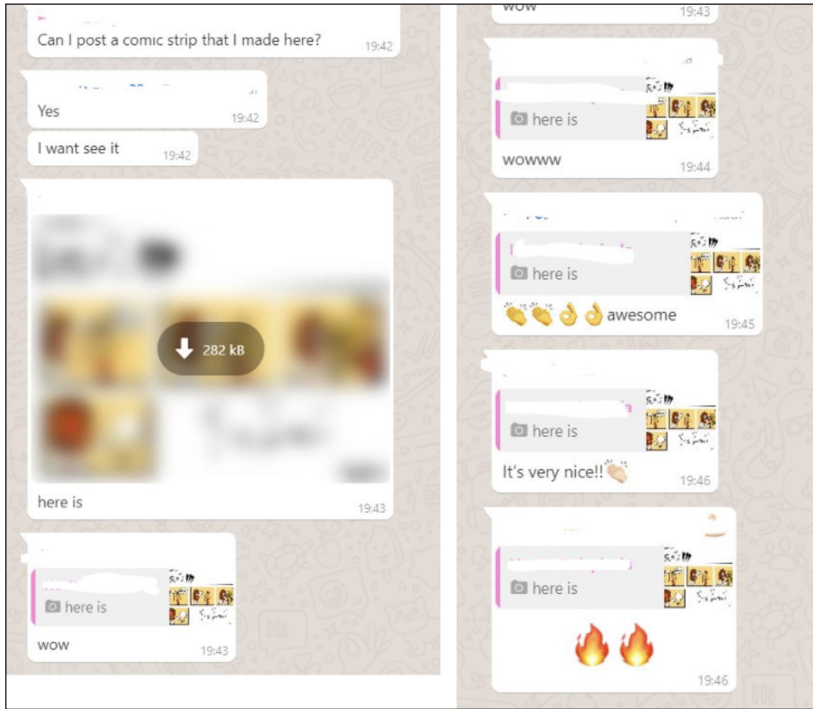 Can I post a comic strip that I made here?
19:42
Yes
19:42
I want see it
19:42
282 kB
here is
19:43
here is
wow
19:43
wow
19:43
here is
wowww
19:44
here is
👏👏👌👌awesome
19:45
here is
It's very nice!!👏🏻
19:46
here is
🔥🔥
19:46